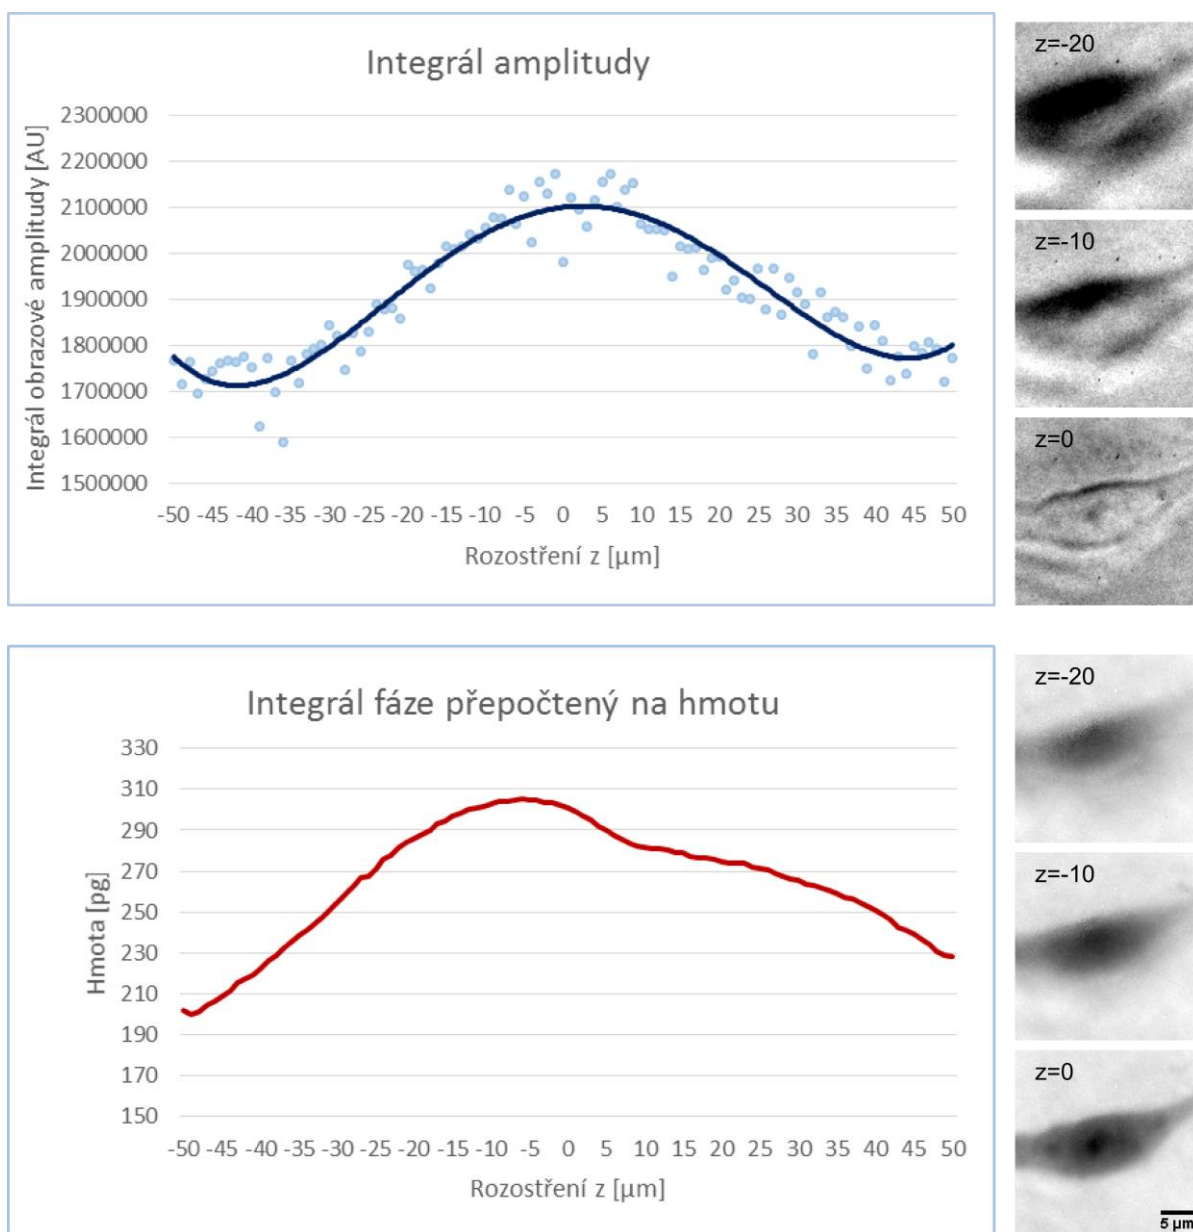 Integrál amplitudy
Integrál obrazové amplitudy [AU]
2300000
2200000
2100000
2000000
1900000
1800000
1700000
1600000
1500000
-50 -45 -40 -35 -30 -25 -20 -15 -10 -5 0 5 10 15 20 25 30 35 40 45 50
Rozostření z [µm]
z=-20
z=-10
z=0
Integrál fáze přepočtený na hmotu
Hmota [pg]
330
310
290
270
250
230
210
190
170
150
-50 -45 -40 -35 -30 -25 -20 -15 -10 -5 0 5 10 15 20 25 30 35 40 45 50
Rozostření z [µm]
z=-20
z=-10
z=0
5 µm